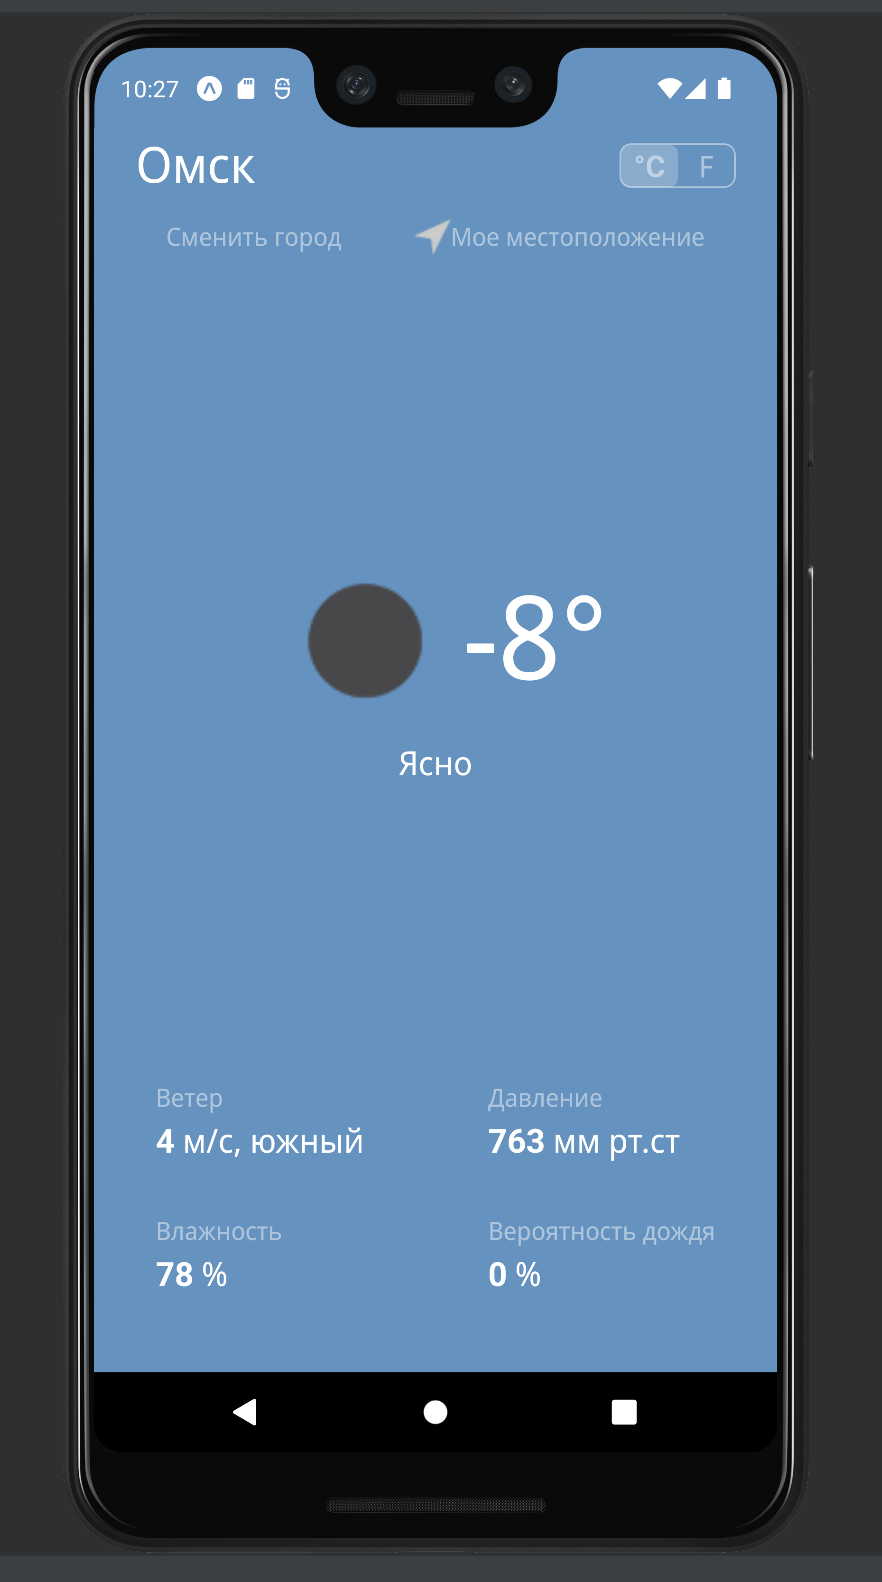 10:27
Омск
°C F
Сменить город Мое местоположение
-8°
Ясно
Ветер Давление
4 м/с, южный 763 мм рт.ст
Влажность Вероятность дождя
78 % 0 %